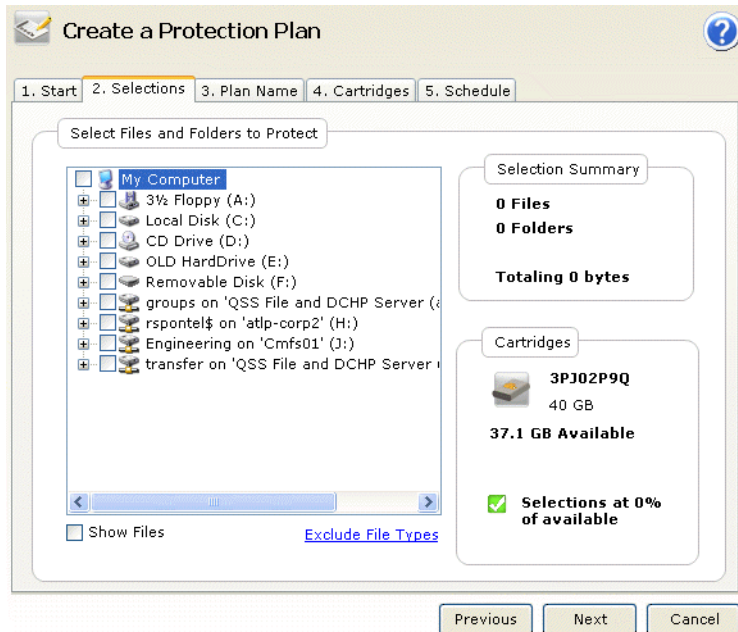 Create a Protection Plan
?
1. Start 2. Selections 3. Plan Name 4. Cartridges 5. Schedule
Select Files and Folders to Protect
My Computer
3½ Floppy (A:)
Local Disk (C:)
CD Drive (D:)
OLD HardDrive (E:)
Removable Disk (F:)
groups on 'QSS File and DCHP Server (
rspontel$ on 'atlp-corp2' (H:)
Engineering on 'Cmfs01' (J:)
transfer on 'QSS File and DCHP Server
Show Files
Exclude File Types
Selection Summary
0 Files
0 Folders
Totaling 0 bytes
Cartridges
3PJ02P9Q
40 GB
37.1 GB Available
Selections at 0%
of available
Previous Next Cancel